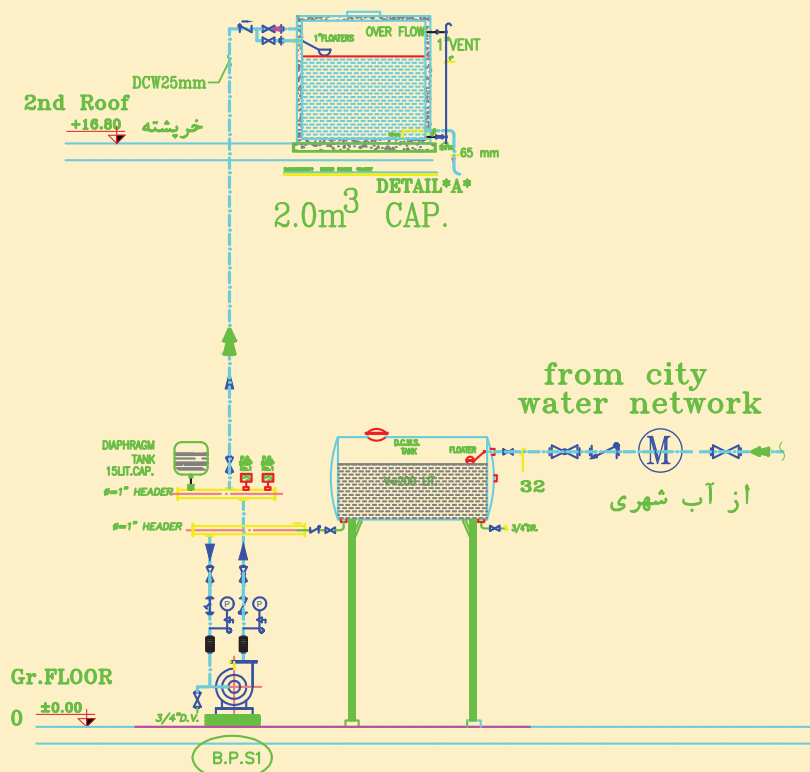 OVER FLOW
1"FLOATERS
1"VENT
DCW25mm
2nd Roof
+16.80
خرپشته
65 mm
DETAIL*A*
2.0m³ CAP.
from city
water network
DIAPHRAGM
TANK
15LIT.CAP.
D.C.W.S.
TANK
FLOATER
M
32
از آب شهری
ø=1" HEADER
ø=1" HEADER
3/4"DR.
P
P
Gr.FLOOR
±0.00
0
3/4"D.V.
B.P.S1